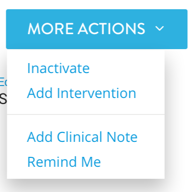 MORE ACTIONS
Inactivate
Add Intervention
Add Clinical Note
Remind Me